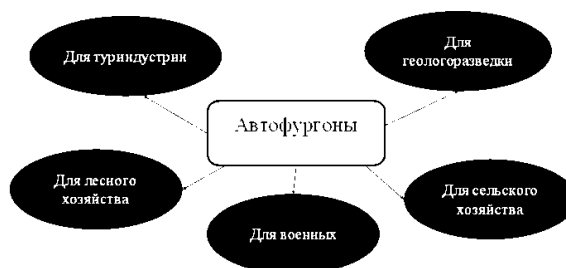 Для туриндустрии
Для
геологоразведки
Автофургоны
Для лесного
хозяйства
Для сельского
хозяйства
Для военных